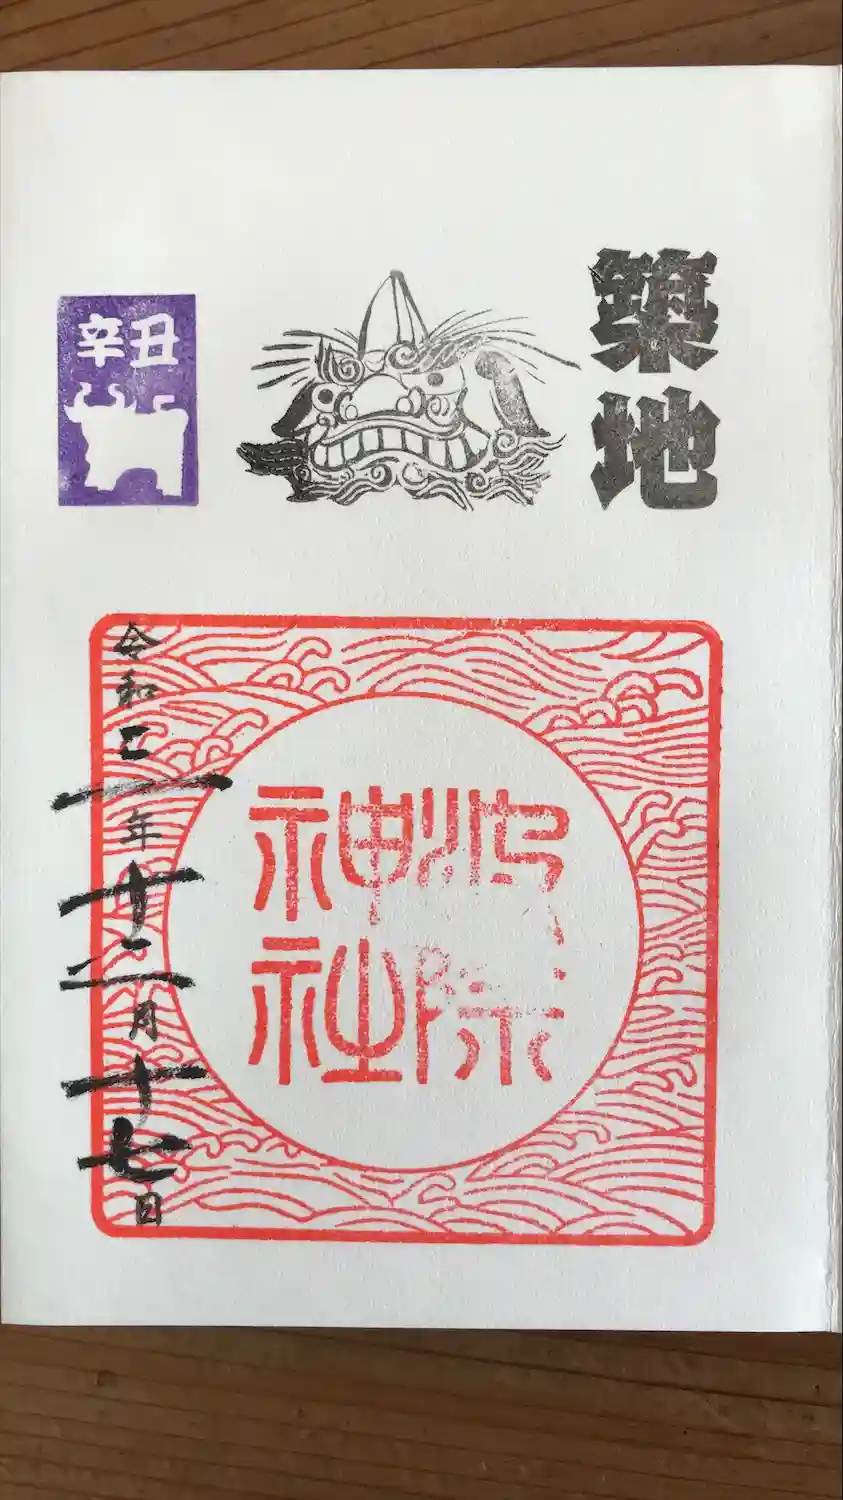 築地
辛丑
波除
神社
令和三年十二月十七日